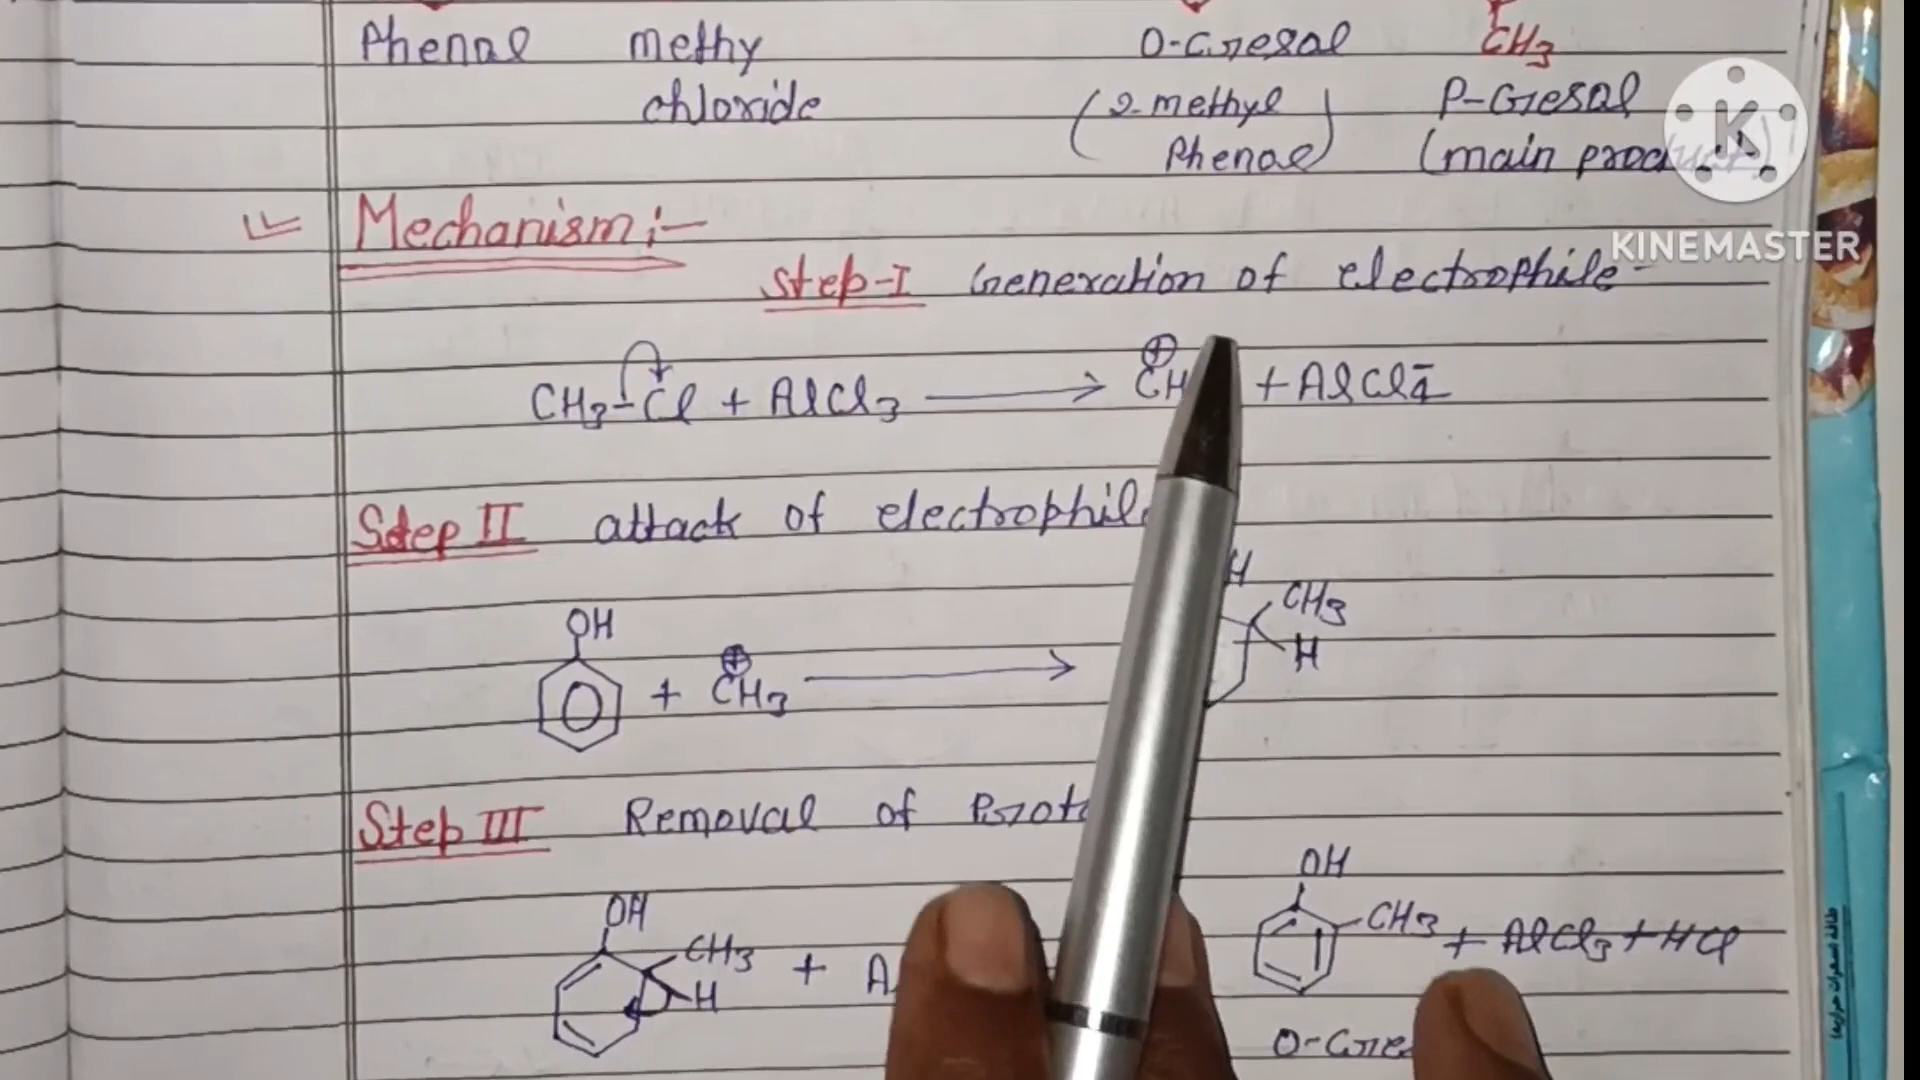 Phenol methy O-Cresol CH3
chloride (2-methyl P-Cresol
Phenol) (main product)
KINEMASTER
Mechanism:-
Step-I Generation of electrophile-
CH3-Cl + AlCl3 → ⊕CH + AlCl4-
Step II attack of electrophil
H
OH CH3
+ ⊕CH3 → H
Step III Removal of Prot
OH
OH CH3 + AlCl3 + HCl
CH3 + A
H
O-Cre